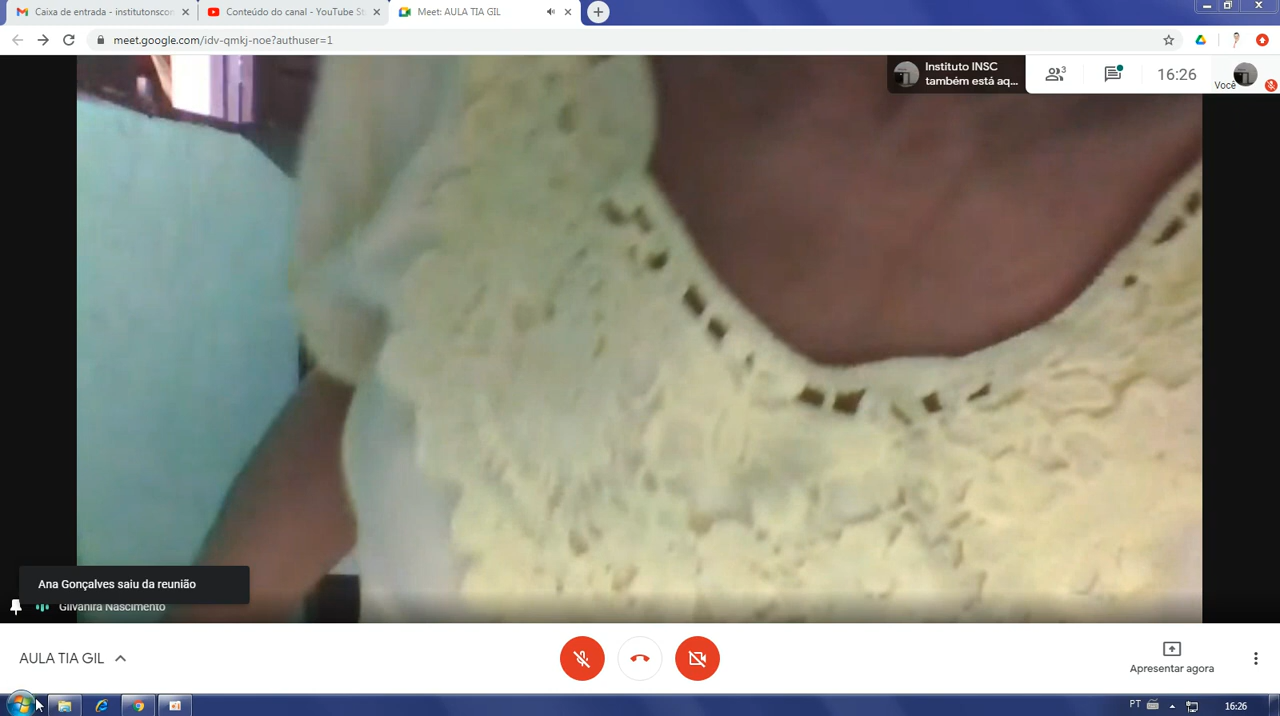 Caixa de entrada - institutonscon
Conteúdo do canal - YouTube St
Meet: AULA TIA GIL
meet.google.com/idv-qmkj-noe?authuser=1
Instituto INSC
também está aq...
3
16:26
Você
Ana Gonçalves saiu da reunião
Gilvanira Nascimento
AULA TIA GIL
Apresentar agora
PT
16:26